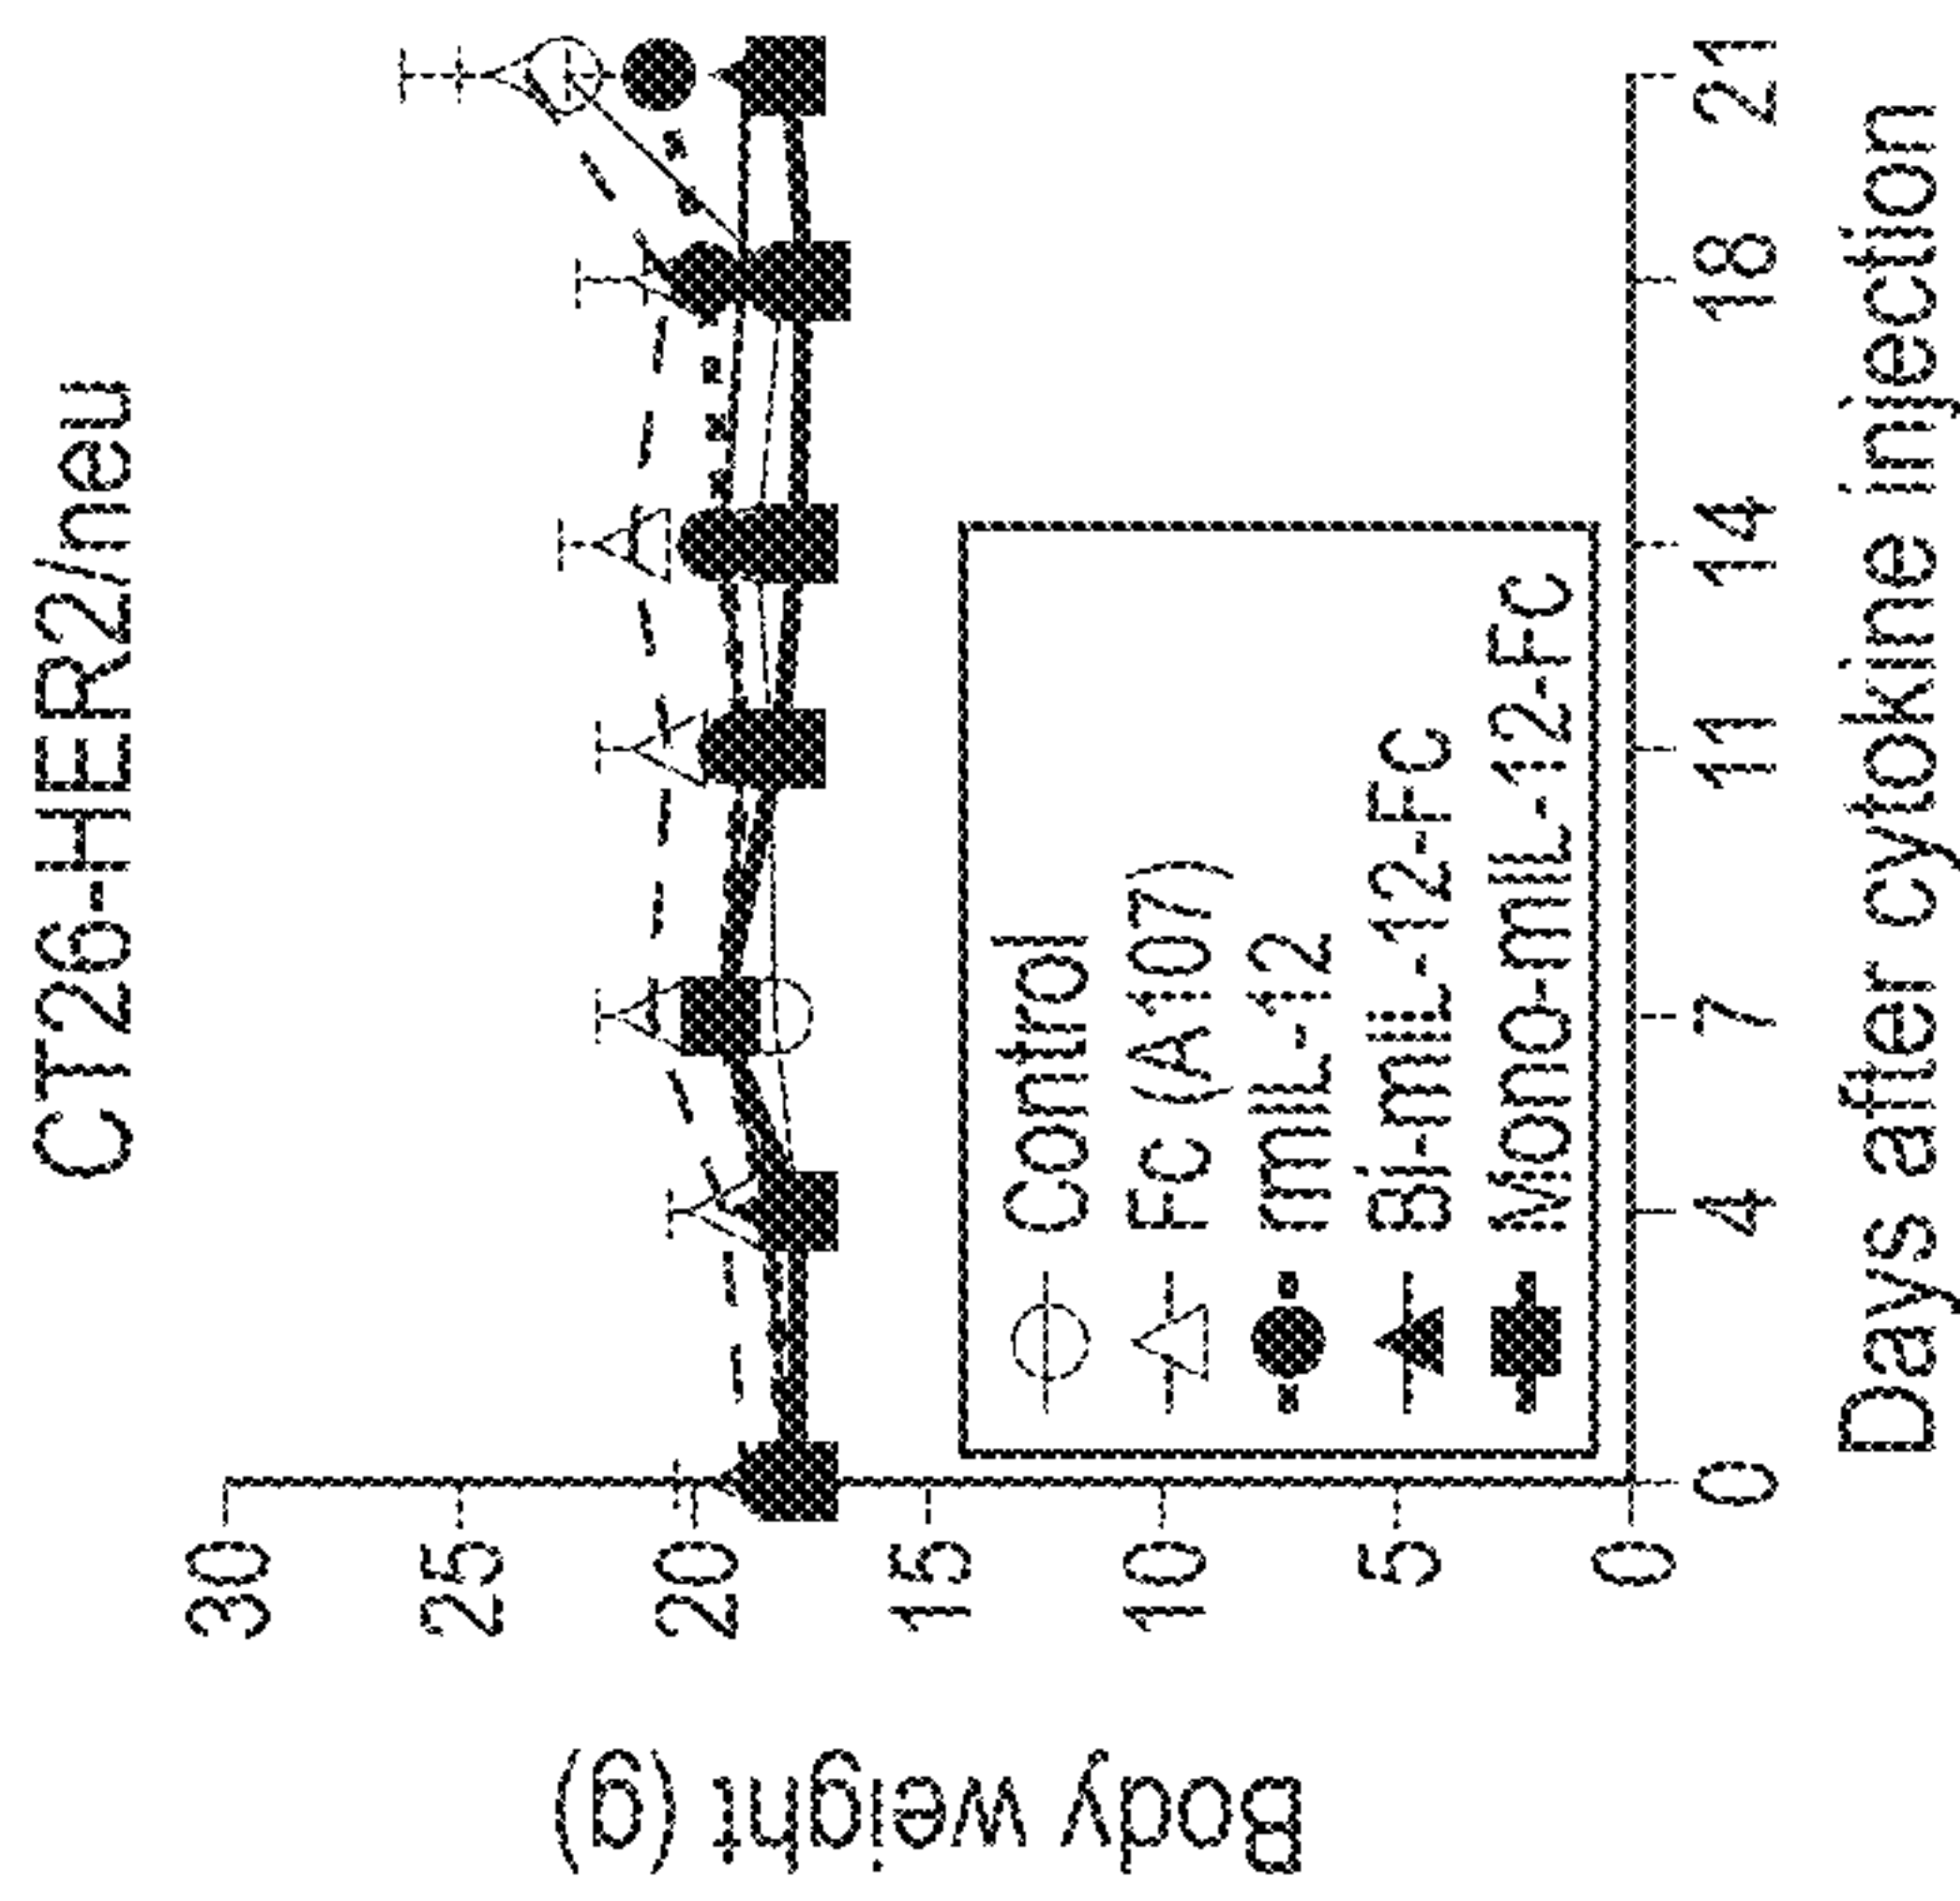 CT26-HER2/neu
Body weight (g)
30
25
20
15
10
5
0
Control
Fc (A107)
rmIL-12
Bi-mIL-12-Fc
Mono-mIL-12-Fc
0 4 7 11 14 18 21
Days after cytokine injection